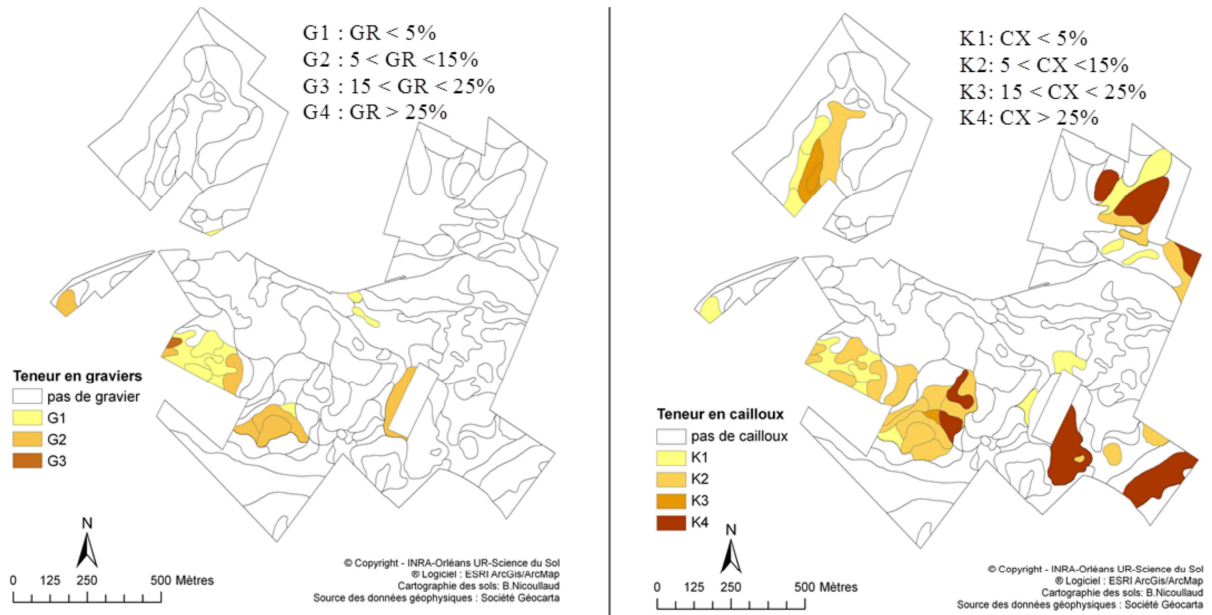 G1 : GR < 5%
G2 : 5 < GR <15%
G3 : 15 < GR < 25%
G4 : GR > 25%
Teneur en graviers
pas de gravier
G1
G2
G3
N
0 125 250 500 Mètres
© Copyright - INRA-Orléans UR-Science du Sol
® Logiciel : ESRI ArcGis/ArcMap
Cartographie des sols: B.Nicoullaud
Source des données géophysiques : Société Géocarta
K1: CX < 5%
K2: 5 < CX <15%
K3: 15 < CX < 25%
K4: CX > 25%
Teneur en cailloux
pas de cailloux
K1
K2
K3
K4
N
0 125 250 500 Mètres
© Copyright - INRA-Orléans UR-Science du Sol
® Logiciel : ESRI ArcGis/ArcMap
Cartographie des sols: B.Nicoullaud
Source des données géophysiques : Société Géocarta